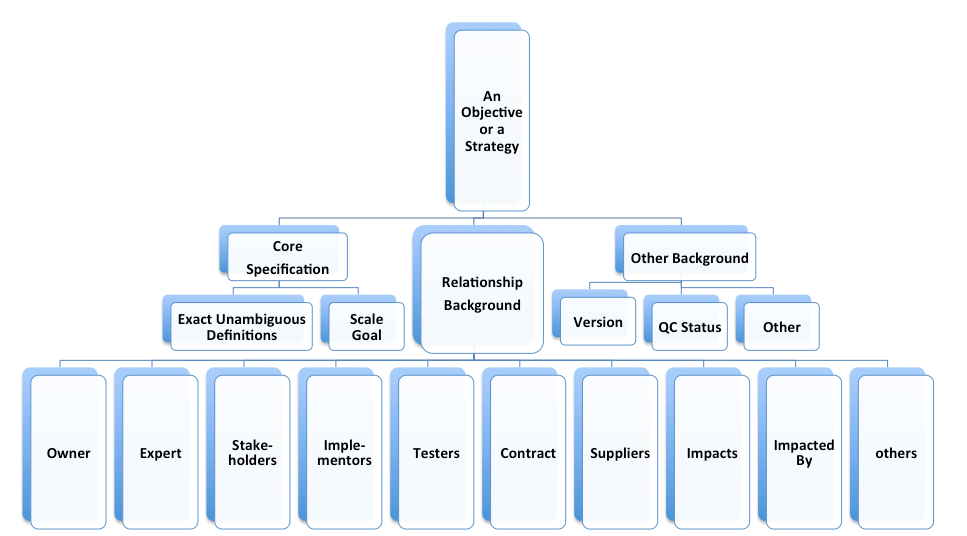 An
Objective
or a
Strategy
Core
Specification
Relationship
Background
Other Background
Exact Unambiguous
Definitions
Scale
Goal
Version
QC Status
Other
Owner
Expert
Stake-
holders
Imple-
mentors
Testers
Contract
Suppliers
Impacts
Impacted
By
others